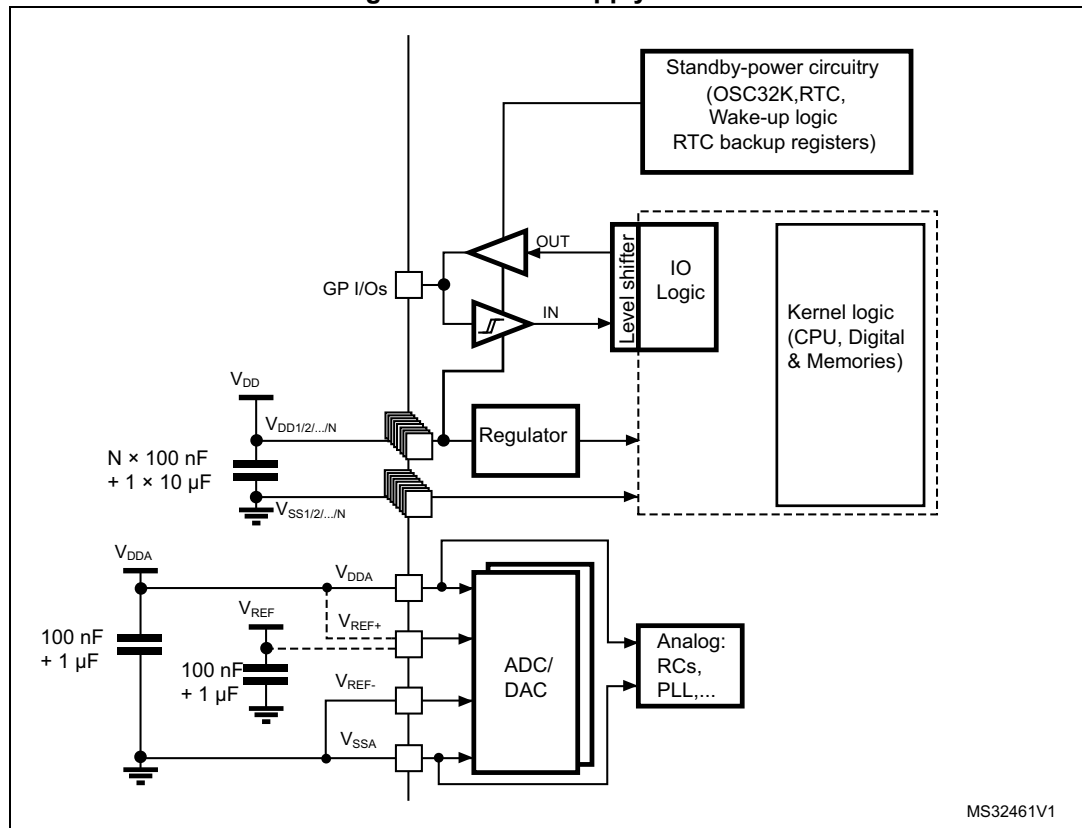 Standby-power circuitry
(OSC32K,RTC,
Wake-up logic
RTC backup registers)
OUT
Level shifter
IO
Logic
GP I/Os
IN
Kernel logic
(CPU, Digital
& Memories)
VDD
VDD1/2/.../N
Regulator
N × 100 nF
+ 1 × 10 µF
VSS1/2/.../N
VDDA
VDDA
VREF
VREF+
100 nF
+ 1 µF
100 nF
+ 1 µF
VREF-
ADC/
DAC
Analog:
RCs,
PLL,...
VSSA
MS32461V1